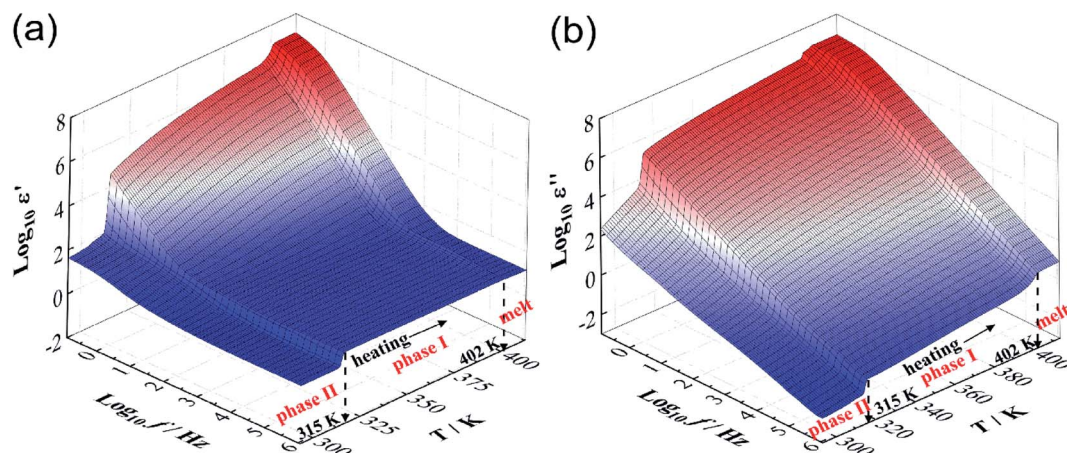 (a)
8
6
4
2
0
-2
Log10 ε'
0
1
2
3
4
5
6
Log10 f / Hz
300
325
350
375
400
T | K
phase II
315 K
heating
phase I
402 K
melt
(b)
8
6
4
2
0
-2
Log10 ε''
0
1
2
3
4
5
6
Log10 f / Hz
300
320
340
360
380
400
T | K
phase II
315 K
heating
phase I
402 K
melt